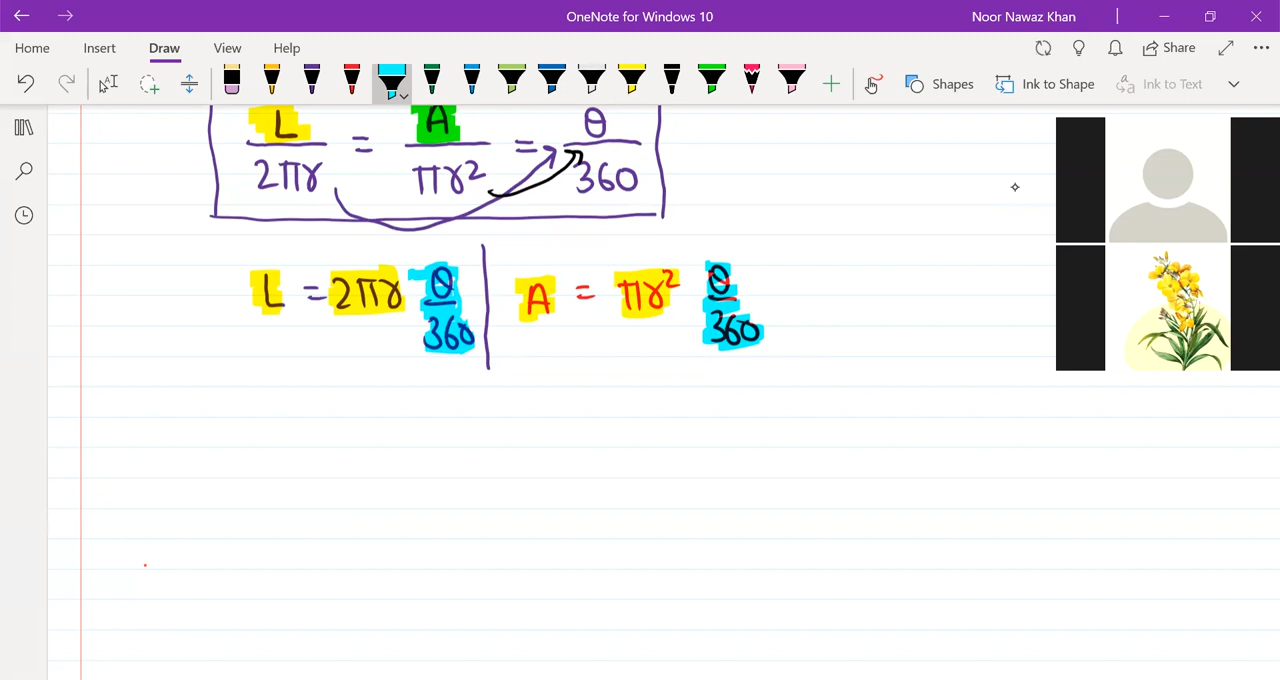 OneNote for Windows 10
Noor Nawaz Khan
Home Insert Draw View Help
Share
Shapes Ink to Shape Ink to Text
L/2πr = A/πr² = θ/360
L = 2πr θ/360
A = πr² θ/360